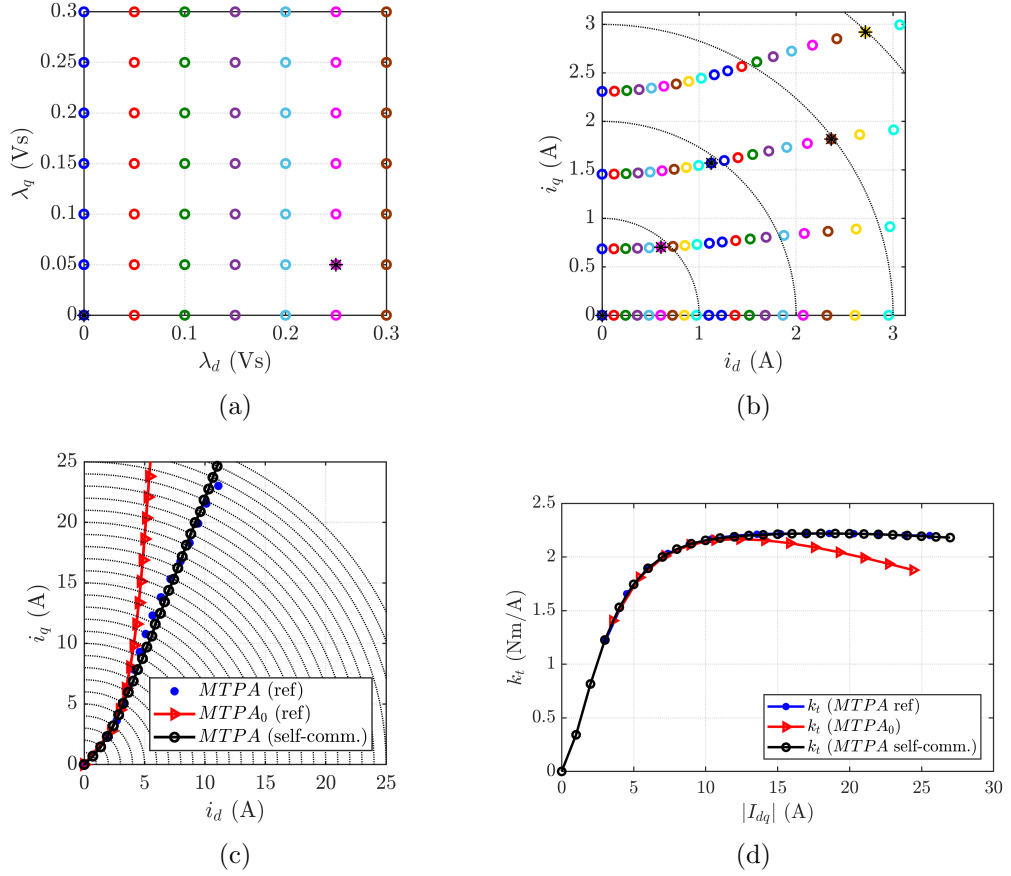 0.3
0.25
0.2
0.15
0.1
0.05
0
λq (Vs)
0 0.1 0.2 0.3
λd (Vs)
(a)
3
2.5
2
1.5
1
0.5
0
iq (A)
0 1 2 3
id (A)
(b)
25
20
15
10
5
0
iq (A)
MTPA (ref)
MTPA0 (ref)
MTPA (self-comm.)
0 5 10 15 20 25
id (A)
(c)
2.5
2
1.5
1
0.5
0
kt (Nm/A)
kt (MTPA ref)
kt (MTPA0)
kt (MTPA self-comm.)
0 5 10 15 20 25 30
|Idq| (A)
(d)